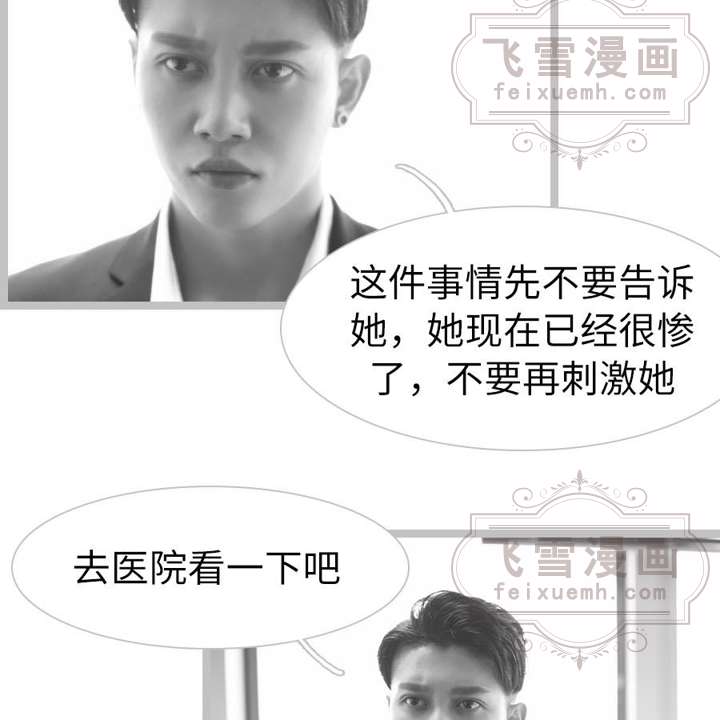 飞雪漫画
feixuemh.com
这件事情先不要告诉
她，她现在已经很惨
了，不要再刺激她
去医院看一下吧
飞雪漫画
feixuemh.com